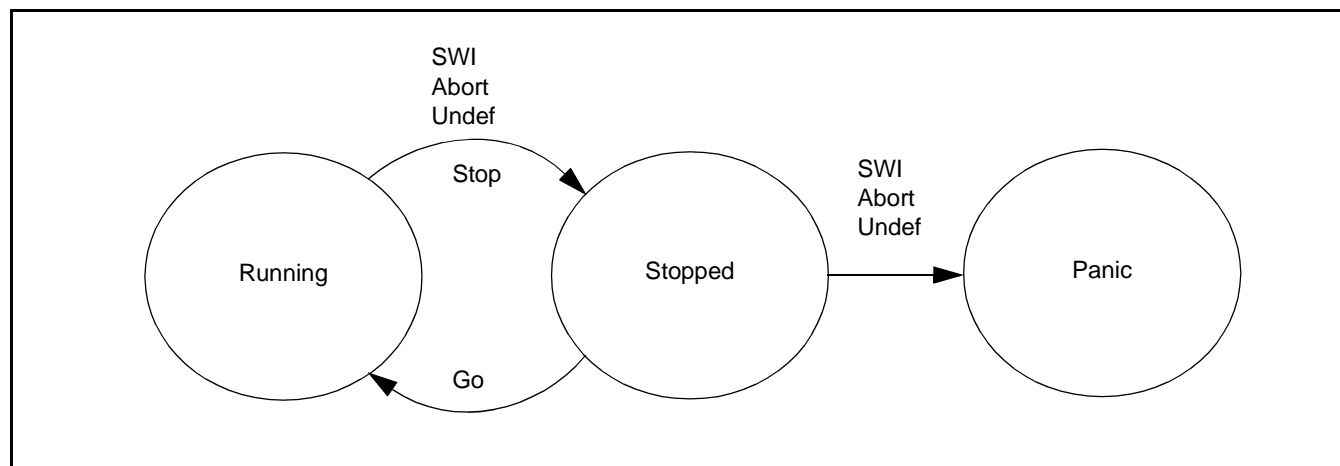 SWI
Abort
Undef
Stop
SWI
Abort
Undef
Running
Stopped
Panic
Go